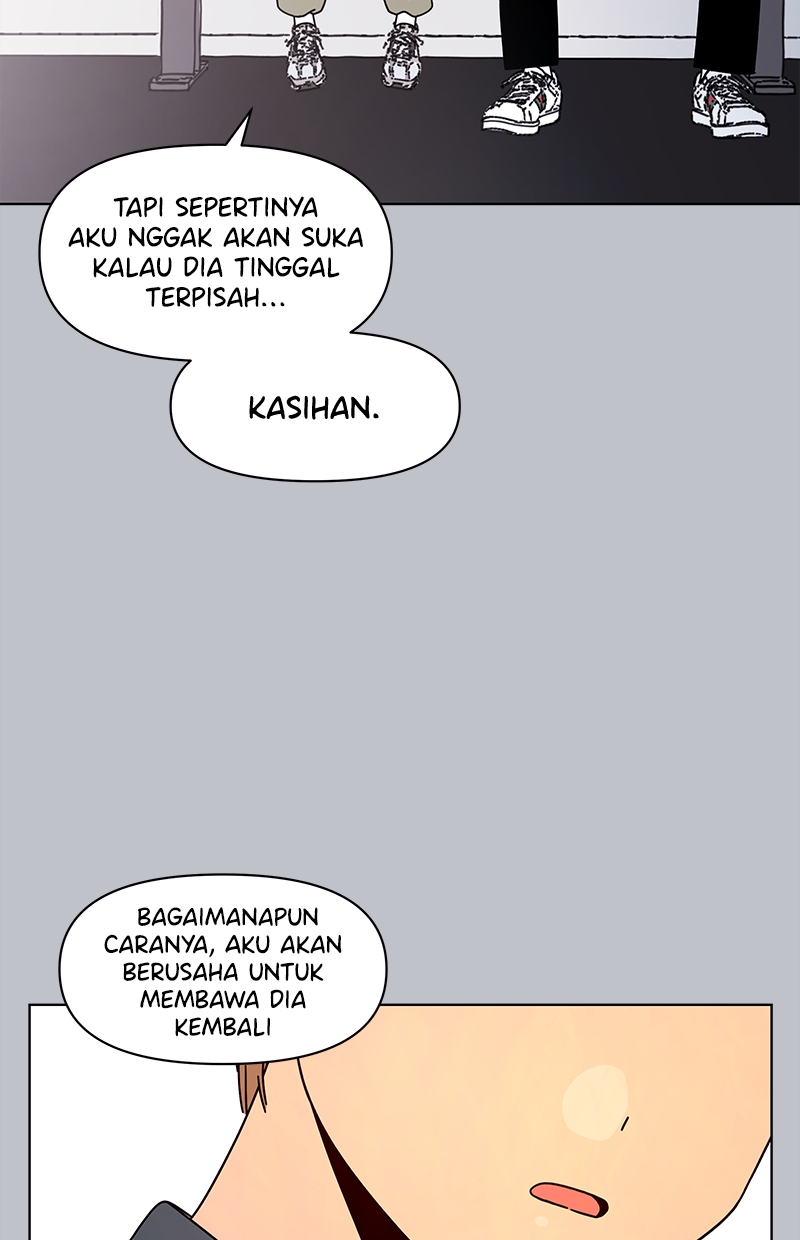 TAPI SEPERTINYA
AKU NGGAK AKAN SUKA
KALAU DIA TINGGAL
TERPISAH...
KASIHAN.
BAGAIMANAPUN
CARANYA, AKU AKAN
BERUSAHA UNTUK
MEMBAWA DIA
KEMBALI